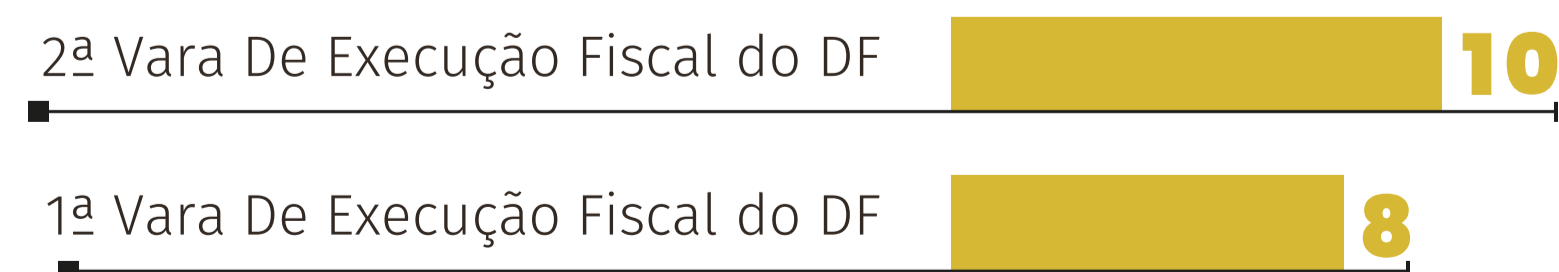 2ª Vara De Execução Fiscal do DF 10
1ª Vara De Execução Fiscal do DF 8